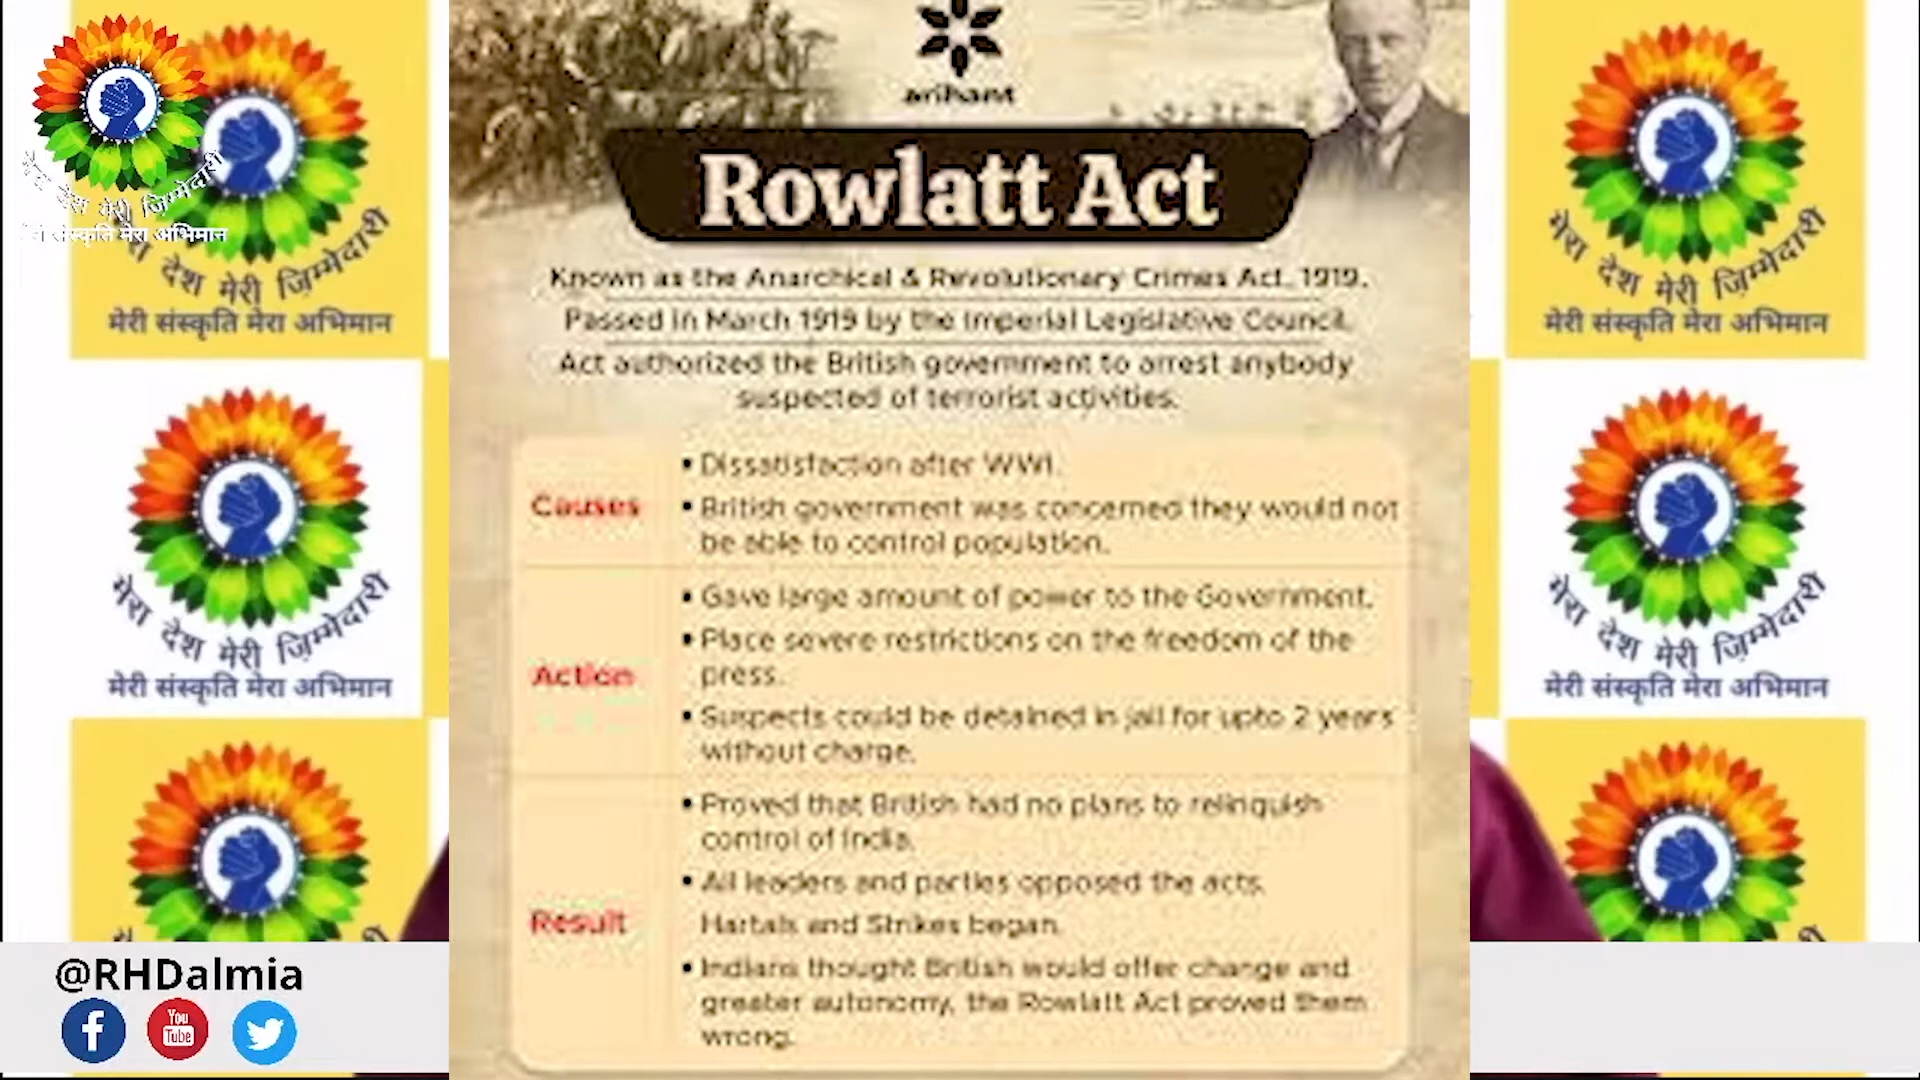 arihant
Rowlatt Act
Known as the Anarchical & Revolutionary Crimes Act, 1919.
Passed in March 1919 by the Imperial Legislative Council.
Act authorized the British government to arrest anybody
suspected of terrorist activities.
Causes
• Dissatisfaction after WW1.
• British government was concerned they would not
be able to control population.
Action
• Gave large amount of power to the Government.
• Place severe restrictions on the freedom of the
press.
• Suspects could be detained in jail for upto 2 years
without charge.
Result
• Proved that British had no plans to relinquish
control of India.
• All leaders and parties opposed the acts.
Hartals and Strikes began.
• Indians thought British would offer change and
greater autonomy, the Rowlatt Act proved them
wrong.
मेरा देश मेरी ज़िम्मेदारी
संस्कृति मेरा अभिमान
देश मेरी ज़िम्मेदारी
मेरी संस्कृति मेरा अभिमान
मेरा देश मेरी ज़िम्मेदारी
मेरी संस्कृति मेरा अभिमान
मेरा देश मेरी ज़िम्मेदारी
मेरी संस्कृति मेरा अभिमान
मेरा देश मेरी ज़िम्मेदारी
मेरी संस्कृति मेरा अभिमान
@RHDalmia
f
You
Tube